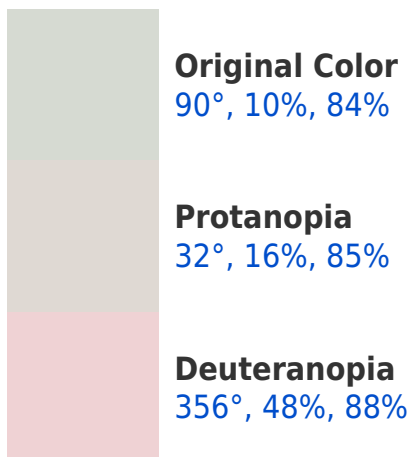 Original Color
90°, 10%, 84%
Protanopia
32°, 16%, 85%
Deuteranopia
356°, 48%, 88%